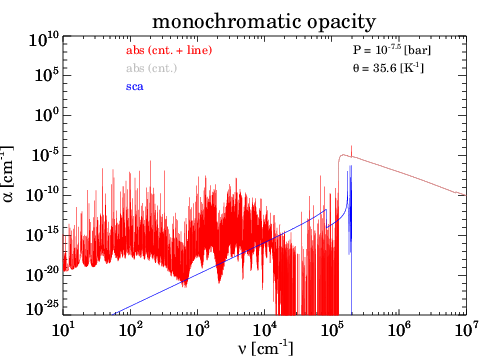 monochromatic opacity
abs (cnt. + line)
abs (cnt.)
sca
P = 10^-7.5 [bar]
θ = 35.6 [K^-1]
α [cm^-1]
10^10
10^5
10^0
10^-5
10^-10
10^-15
10^-20
10^-25
10^1 10^2 10^3 10^4 10^5 10^6 10^7
ν [cm^-1]